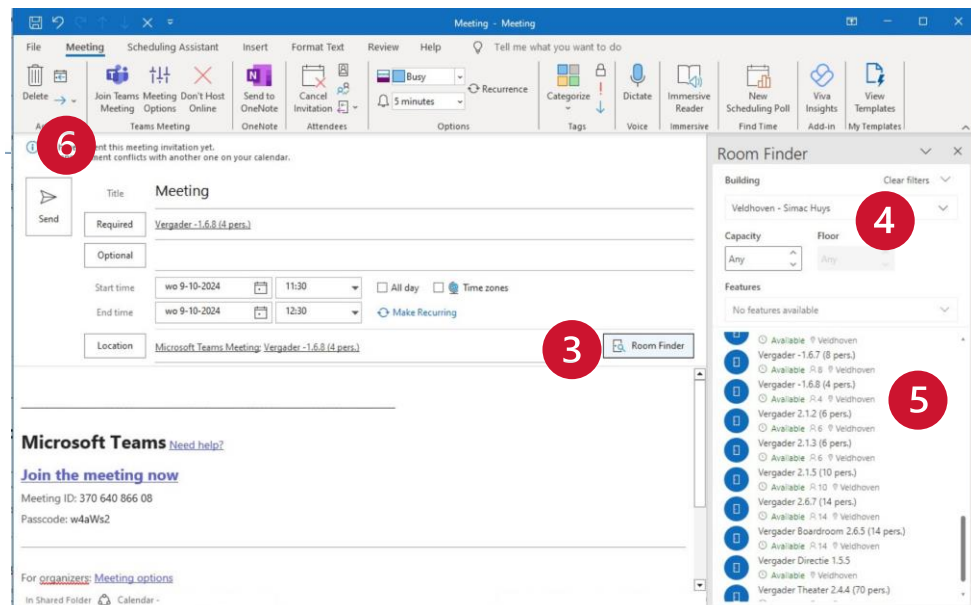 Meeting - Meeting
File Meeting Scheduling Assistant Insert Format Text Review Help Tell me what you want to do
Delete
Join Teams Meeting
Meeting Options
Don't Host Online
Send to OneNote
Cancel Invitation
Busy
5 minutes
Recurrence
Categorize
Dictate
Immersive Reader
New Scheduling Poll
Viva Insights
View Templates
Teams Meeting OneNote Attendees Options Tags Voice Immersive Find Time Add-in My Templates
6
ent this meeting invitation yet.
ment conflicts with another one on your calendar.
Send
Title Meeting
Required Vergader -1.6.8 (4 pers.)
Optional
Start time wo 9-10-2024 11:30 All day Time zones
End time wo 9-10-2024 12:30 Make Recurring
Location Microsoft Teams Meeting; Vergader -1.6.8 (4 pers.)
3
Room Finder
Microsoft Teams Need help?
Join the meeting now
Meeting ID: 370 640 866 08
Passcode: w4aWs2
For organizers: Meeting options
In Shared Folder Calendar -
Room Finder
Building Clear filters
Veldhoven - Simac Huys
4
Capacity Floor
Any Any
Features
No features available
Available Veldhoven
Vergader -1.6.7 (8 pers.)
Available 8 Veldhoven
Vergader -1.6.8 (4 pers.)
Available 4 Veldhoven
5
Vergader 2.1.2 (6 pers.)
Available 6 Veldhoven
Vergader 2.1.3 (6 pers.)
Available 6 Veldhoven
Vergader 2.1.5 (10 pers.)
Available 10 Veldhoven
Vergader 2.6.7 (14 pers.)
Available 14 Veldhoven
Vergader Boardroom 2.6.5 (14 pers.)
Available 14 Veldhoven
Vergader Directie 1.5.5
Available Veldhoven
Vergader Theater 2.4.4 (70 pers.)